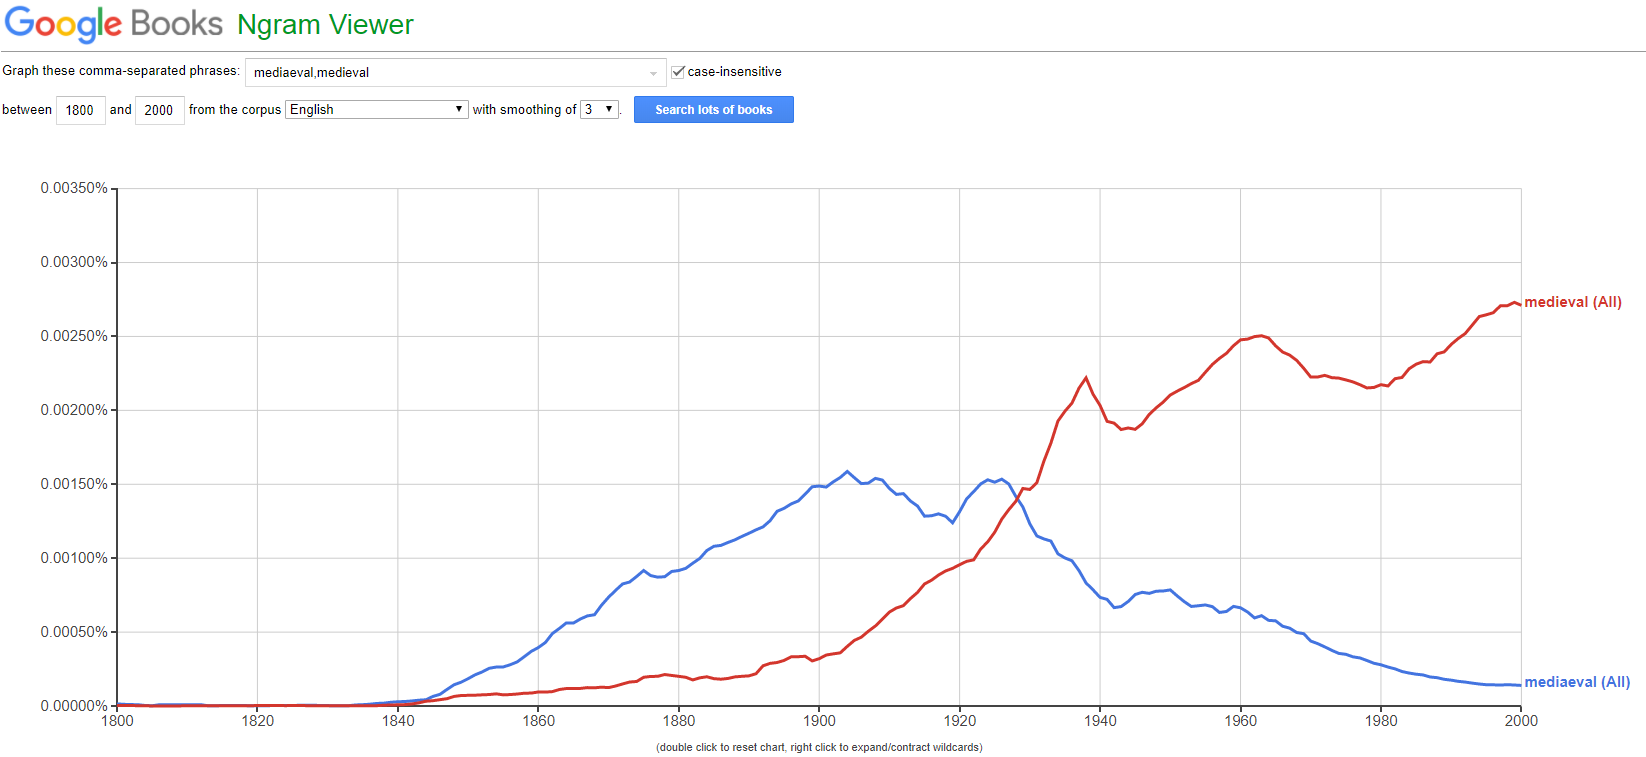 Google Books Ngram Viewer
Graph these comma-separated phrases: mediaeval,medieval case-insensitive
between 1800 and 2000 from the corpus English with smoothing of 3 . Search lots of books
0.00350%
0.00300%
0.00250%
medieval (All)
0.00200%
0.00150%
0.00100%
0.00050%
mediaeval (All)
0.00000%
1800 1820 1840 1860 1880 1900 1920 1940 1960 1980 2000
(double click to reset chart, right click to expand/contract wildcards)